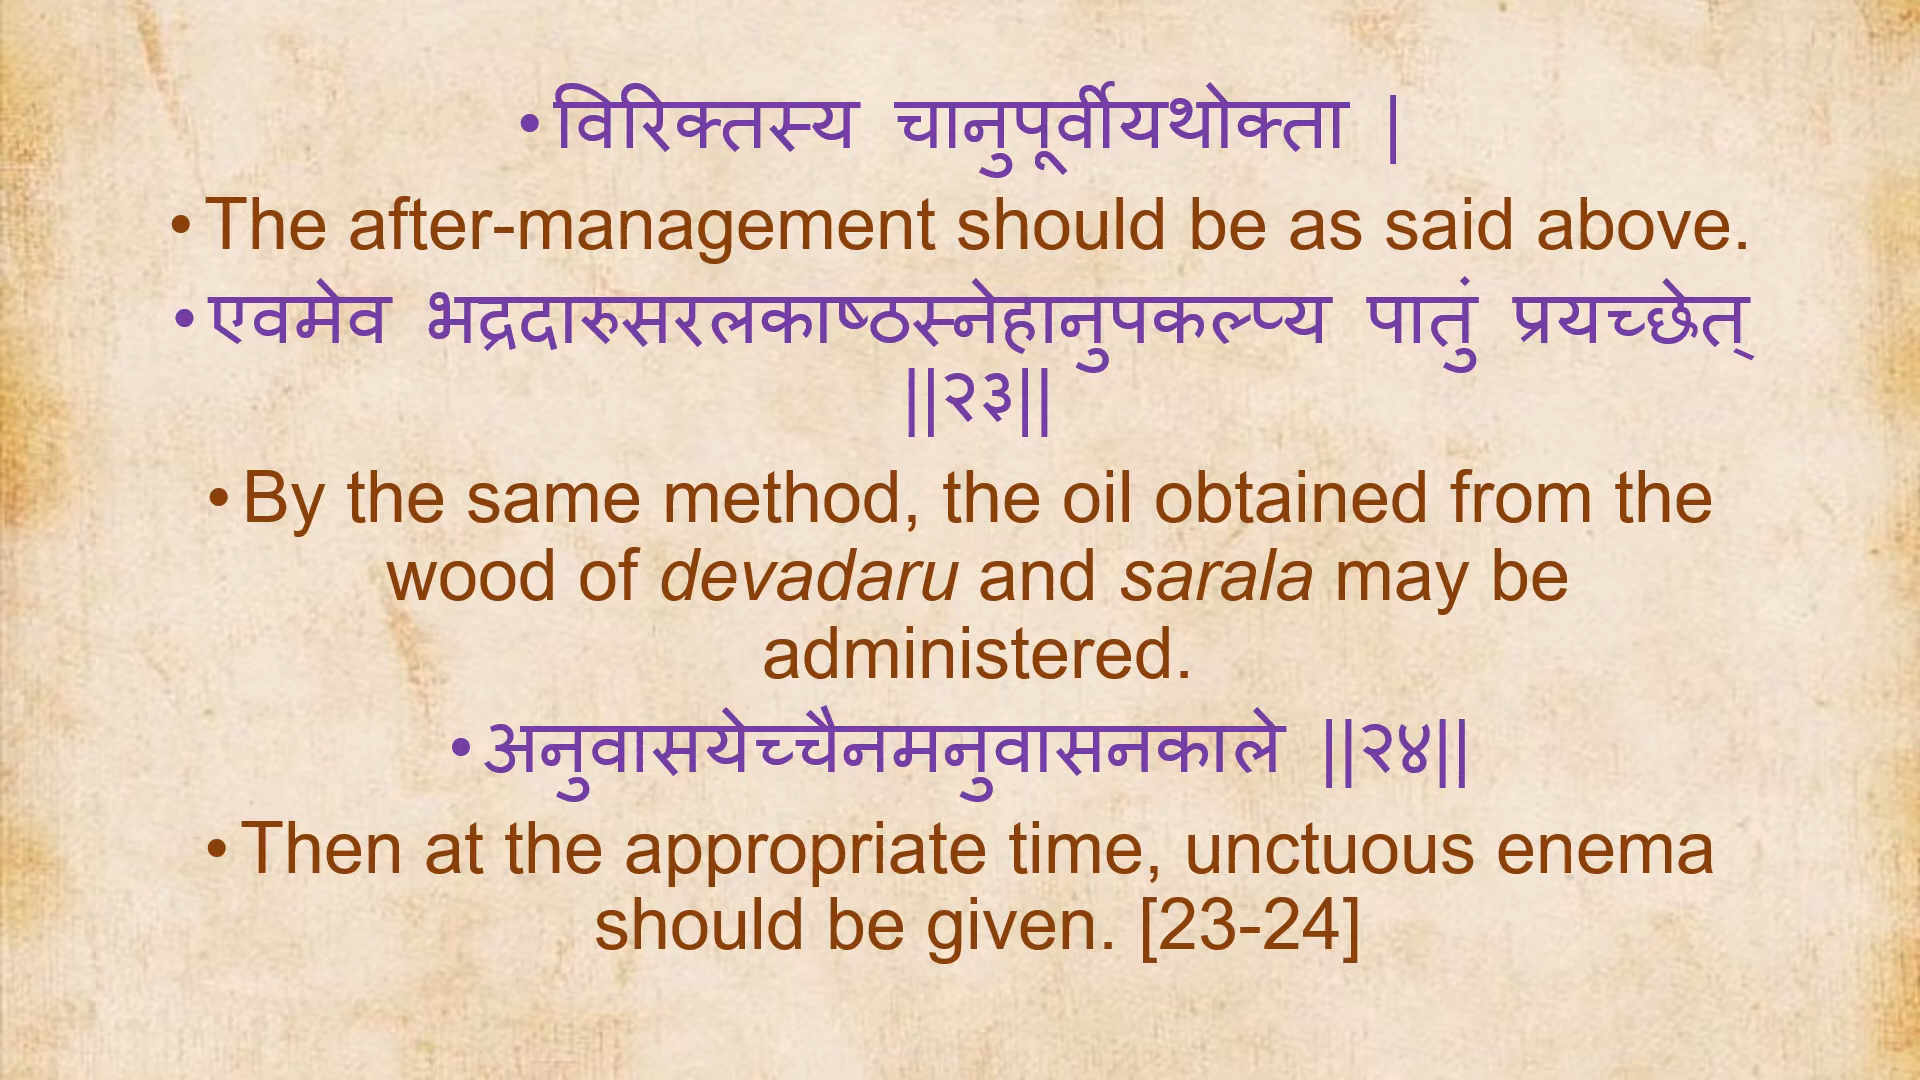 • विरिक्तस्य चानुपूर्वीयथोक्ता |
• The after-management should be as said above.
• एवमेव भद्रदारुसरलकाष्ठस्नेहानुपकल्प्य पातुं प्रयच्छेत्
||२३||
• By the same method, the oil obtained from the
wood of devadaru and sarala may be
administered.
• अनुवासयेच्चैनमनुवासनकाले ||२४||
• Then at the appropriate time, unctuous enema
should be given. [23-24]